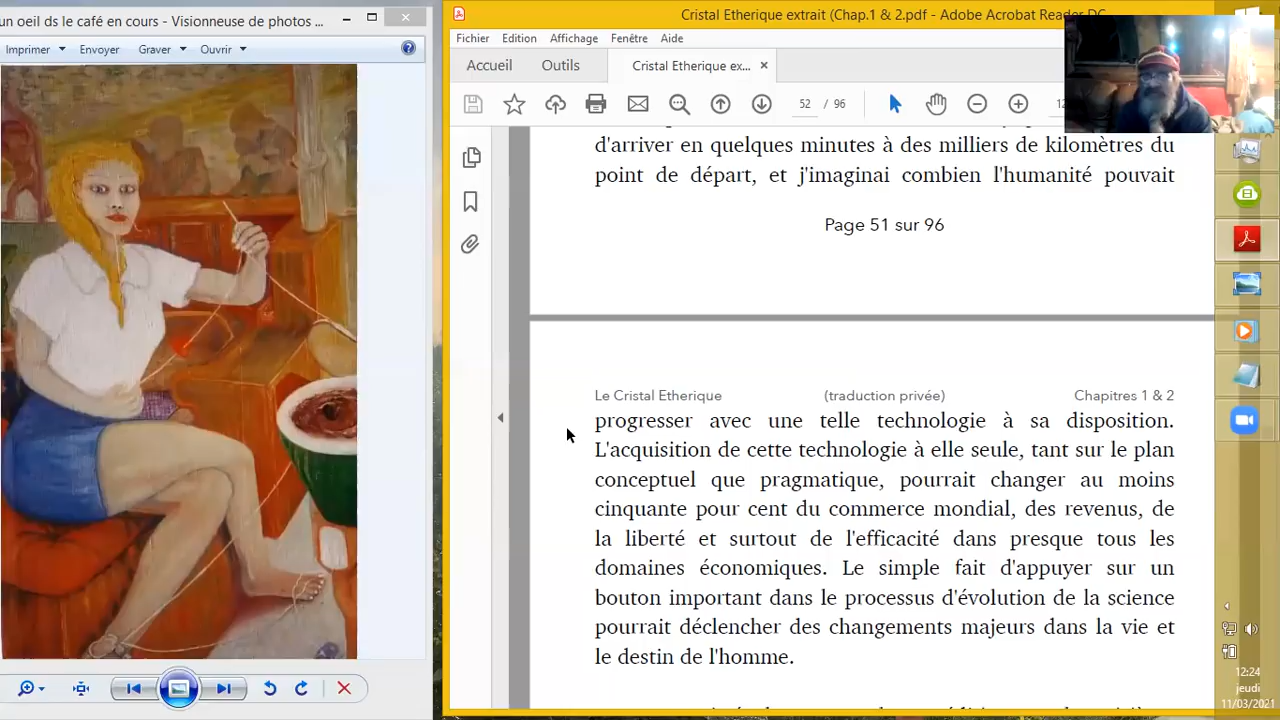 un oeil ds le café en cours - Visionneuse de photos ...
Imprimer Envoyer Graver Ouvrir
Cristal Etherique extrait (Chap.1 & 2.pdf - Adobe Acrobat Reader DC
Fichier Edition Affichage Fenêtre Aide
Accueil Outils Cristal Etherique ex...
52 / 96
d'arriver en quelques minutes à des milliers de kilomètres du
point de départ, et j'imaginai combien l'humanité pouvait
Page 51 sur 96
Le Cristal Etherique (traduction privée) Chapitres 1 & 2
progresser avec une telle technologie à sa disposition.
L'acquisition de cette technologie à elle seule, tant sur le plan
conceptuel que pragmatique, pourrait changer au moins
cinquante pour cent du commerce mondial, des revenus, de
la liberté et surtout de l'efficacité dans presque tous les
domaines économiques. Le simple fait d'appuyer sur un
bouton important dans le processus d'évolution de la science
pourrait déclencher des changements majeurs dans la vie et
le destin de l'homme.
12:24
jeudi
11/03/2021